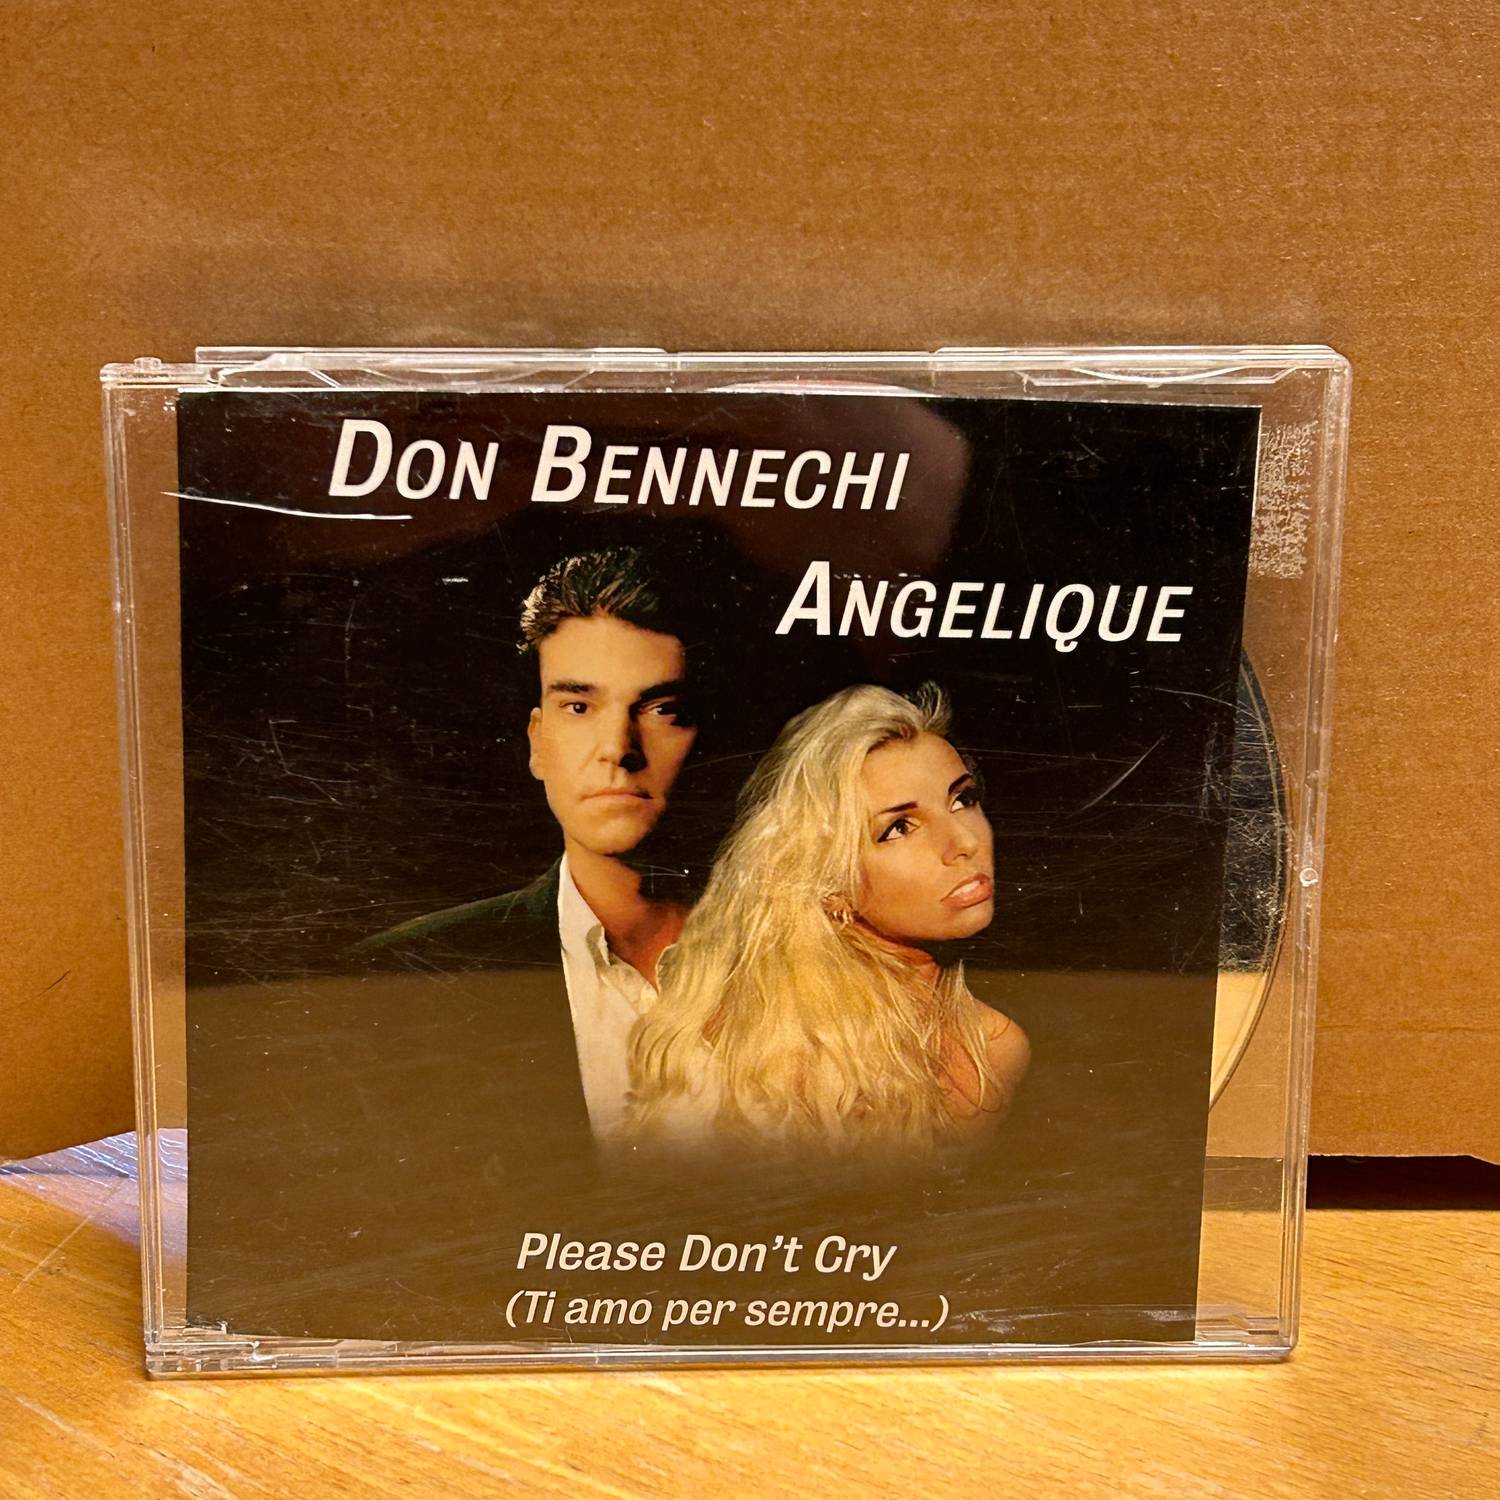 DON BENNECHI
ANGELIQUE
Please Don't Cry
(Ti amo per sempre...)